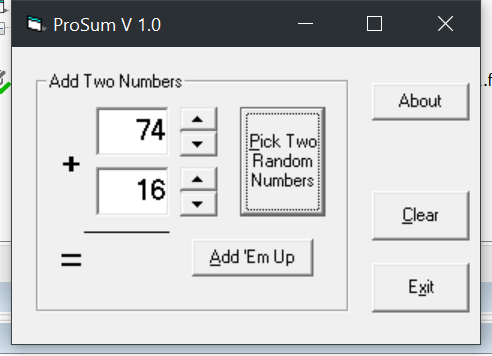 ProSum V 1.0
Add Two Numbers
74
+
16
=
Pick Two
Random
Numbers
Add 'Em Up
About
Clear
Exit